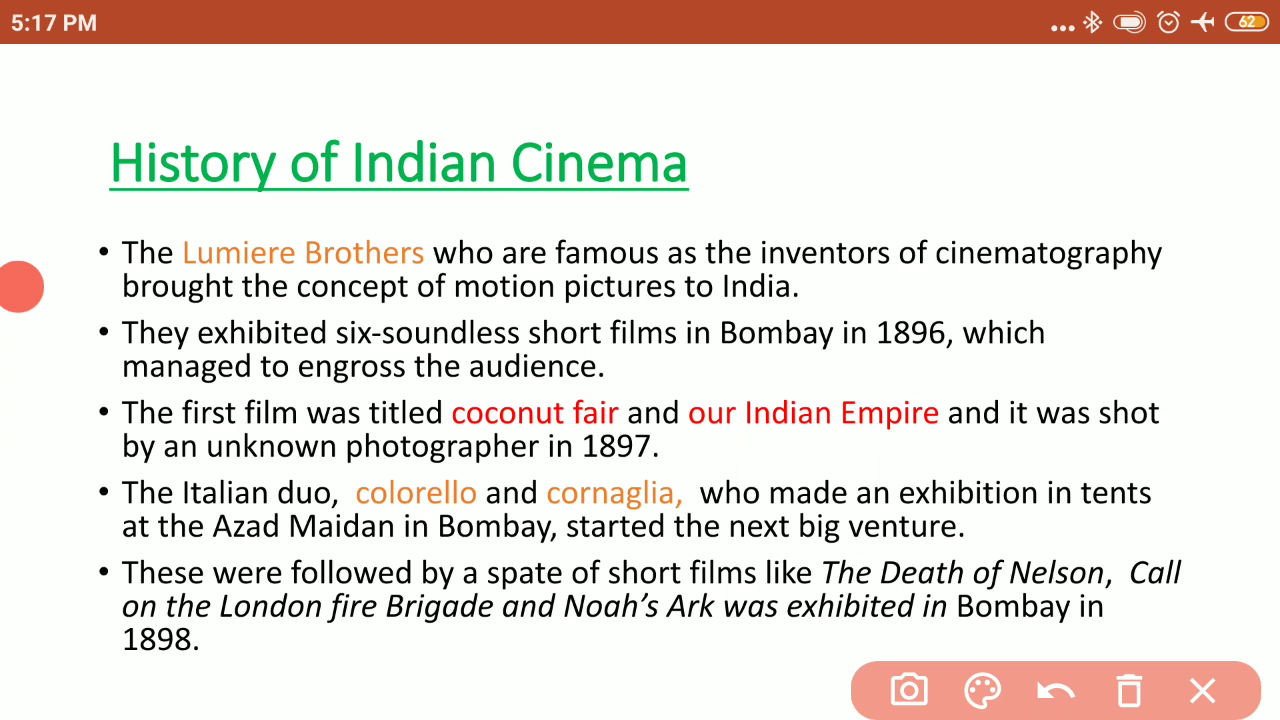 5:17 PM
62
History of Indian Cinema
• The Lumiere Brothers who are famous as the inventors of cinematography
brought the concept of motion pictures to India.
• They exhibited six-soundless short films in Bombay in 1896, which
managed to engross the audience.
• The first film was titled coconut fair and our Indian Empire and it was shot
by an unknown photographer in 1897.
• The Italian duo, colorello and cornaglia, who made an exhibition in tents
at the Azad Maidan in Bombay, started the next big venture.
• These were followed by a spate of short films like The Death of Nelson, Call
on the London fire Brigade and Noah’s Ark was exhibited in Bombay in
1898.